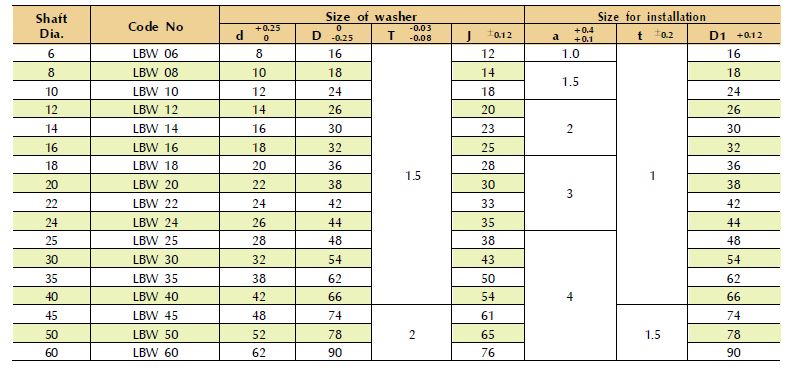 Shaft Dia. Code No Size of washer Size for installation
d +0.25 0 D 0 -0.25 T -0.03 -0.08 J ±0.12 a +0.4 +0.1 t ±0.2 D1 +0.12
6 LBW 06 8 16 12 1.0 16
8 LBW 08 10 18 14 18
1.5
10 LBW 10 12 24 18 24
12 LBW 12 14 26 20 26
14 LBW 14 16 30 23 2 30
16 LBW 16 18 32 25 32
18 LBW 18 20 36 28 36
1.5 1
20 LBW 20 22 38 30 38
3
22 LBW 22 24 42 33 42
24 LBW 24 26 44 35 44
25 LBW 25 28 48 38 48
30 LBW 30 32 54 43 54
35 LBW 35 38 62 50 62
40 LBW 40 42 66 54 4 66
45 LBW 45 48 74 61 74
50 LBW 50 52 78 2 65 1.5 78
60 LBW 60 62 90 76 90